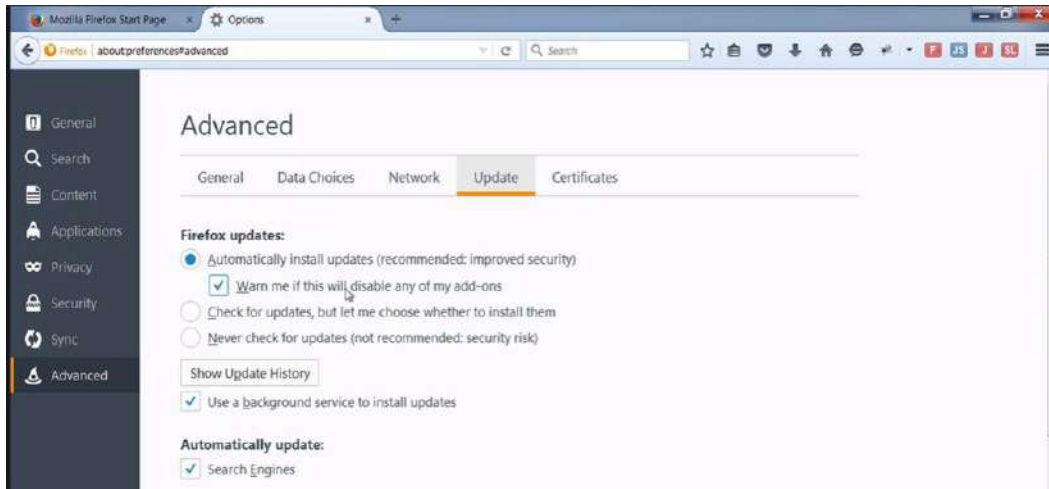 Mozilla Firefox Start Page × Options × +
Firefox about:preferences#advanced Search F JS J SL
General
Search
Content
Applications
Privacy
Security
Sync
Advanced
Advanced
General Data Choices Network Update Certificates
Firefox updates:
Automatically install updates (recommended: improved security)
Warn me if this will disable any of my add-ons
Check for updates, but let me choose whether to install them
Never check for updates (not recommended: security risk)
Show Update History
Use a background service to install updates
Automatically update:
Search Engines